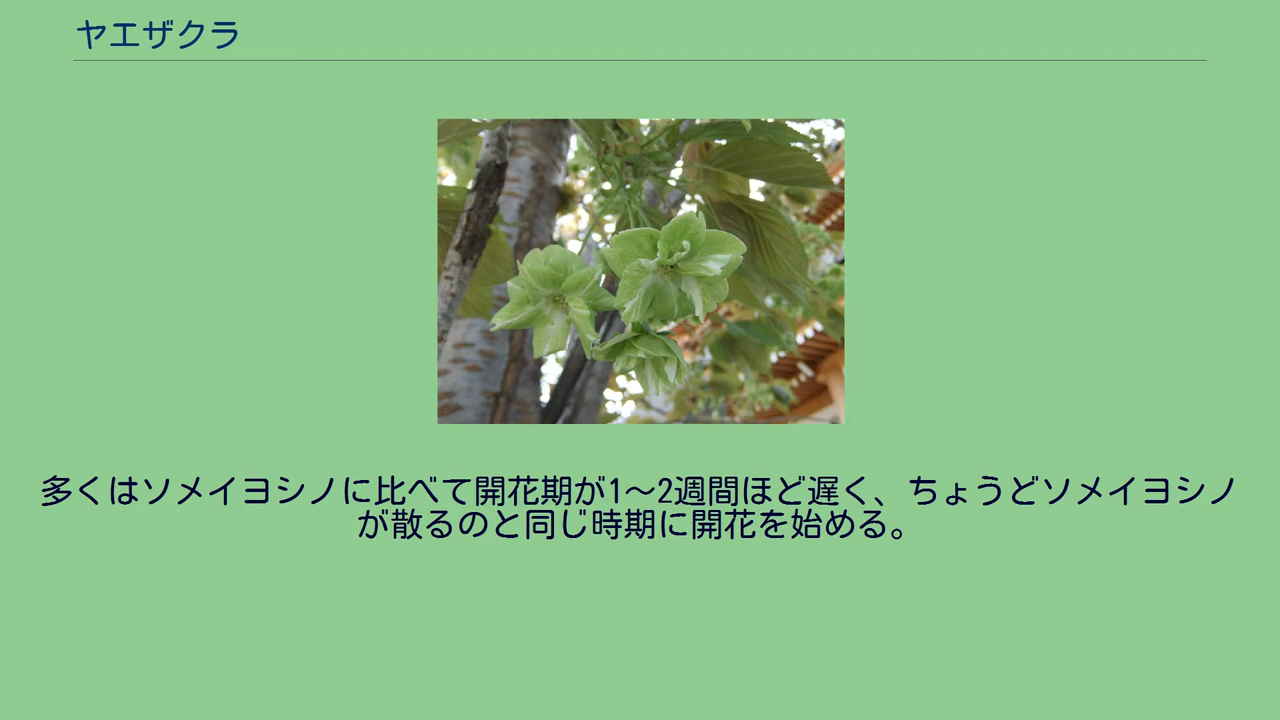 ヤエザクラ
多くはソメイヨシノに比べて開花期が1～2週間ほど遅く、ちょうどソメイヨシノ
が散るのと同じ時期に開花を始める。